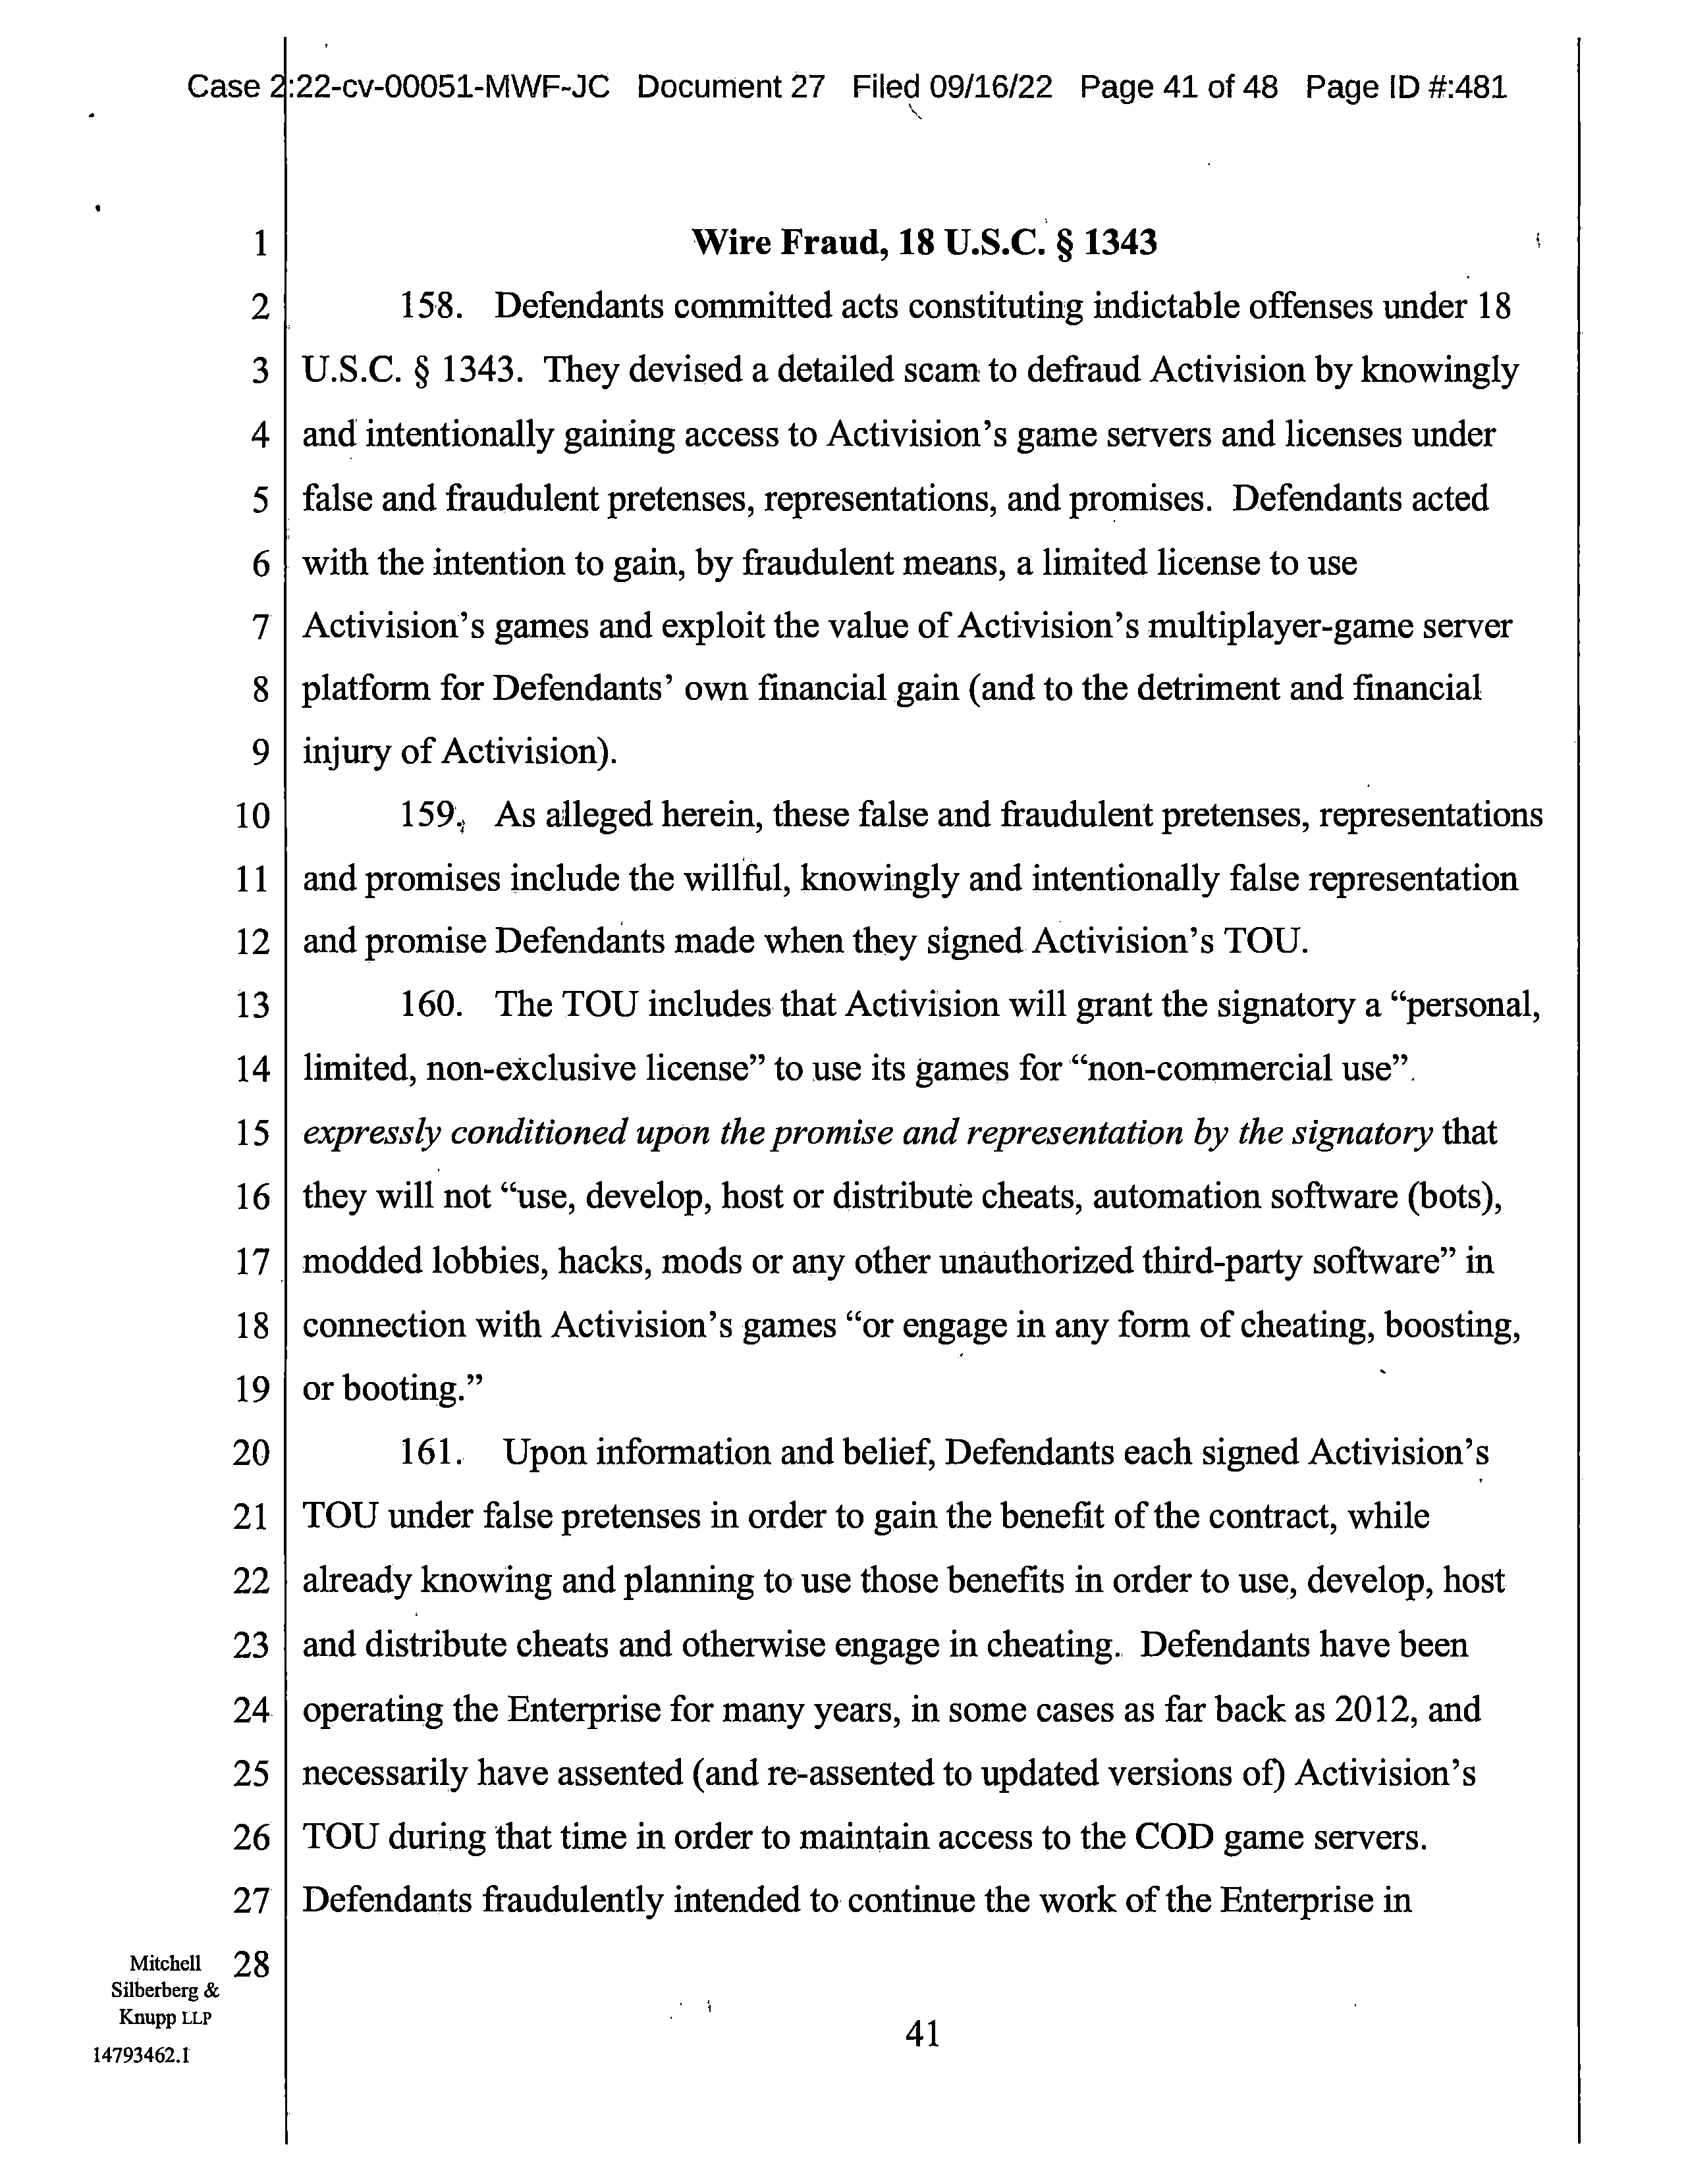 Case 2:22-cv-00051-MWF-JC Document 27 Filed 09/16/22 Page 41 of 48 Page ID #:481
1 Wire Fraud, 18 U.S.C. § 1343
2 158. Defendants committed acts constituting indictable offenses under 18
3 U.S.C. § 1343. They devised a detailed scam to defraud Activision by knowingly
4 and intentionally gaining access to Activision’s game servers and licenses under
5 false and fraudulent pretenses, representations, and promises. Defendants acted
6 with the intention to gain, by fraudulent means, a limited license to use
7 Activision’s games and exploit the value of Activision’s multiplayer-game server
8 platform for Defendants’ own financial gain (and to the detriment and financial
9 injury of Activision).
10 159. As alleged herein, these false and fraudulent pretenses, representations
11 and promises include the willful, knowingly and intentionally false representation
12 and promise Defendants made when they signed Activision’s TOU.
13 160. The TOU includes that Activision will grant the signatory a “personal,
14 limited, non-exclusive license” to use its games for “non-commercial use”
15 expressly conditioned upon the promise and representation by the signatory that
16 they will not “use, develop, host or distribute cheats, automation software (bots),
17 modded lobbies, hacks, mods or any other unauthorized third-party software” in
18 connection with Activision’s games “or engage in any form of cheating, boosting,
19 or booting.”
20 161. Upon information and belief, Defendants each signed Activision’s
21 TOU under false pretenses in order to gain the benefit of the contract, while
22 already knowing and planning to use those benefits in order to use, develop, host
23 and distribute cheats and otherwise engage in cheating. Defendants have been
24 operating the Enterprise for many years, in some cases as far back as 2012, and
25 necessarily have assented (and re-assented to updated versions of) Activision’s
26 TOU during that time in order to maintain access to the COD game servers.
27 Defendants fraudulently intended to continue the work of the Enterprise in
28
Mitchell
Silberberg &
Knupp LLP
14793462.1
41